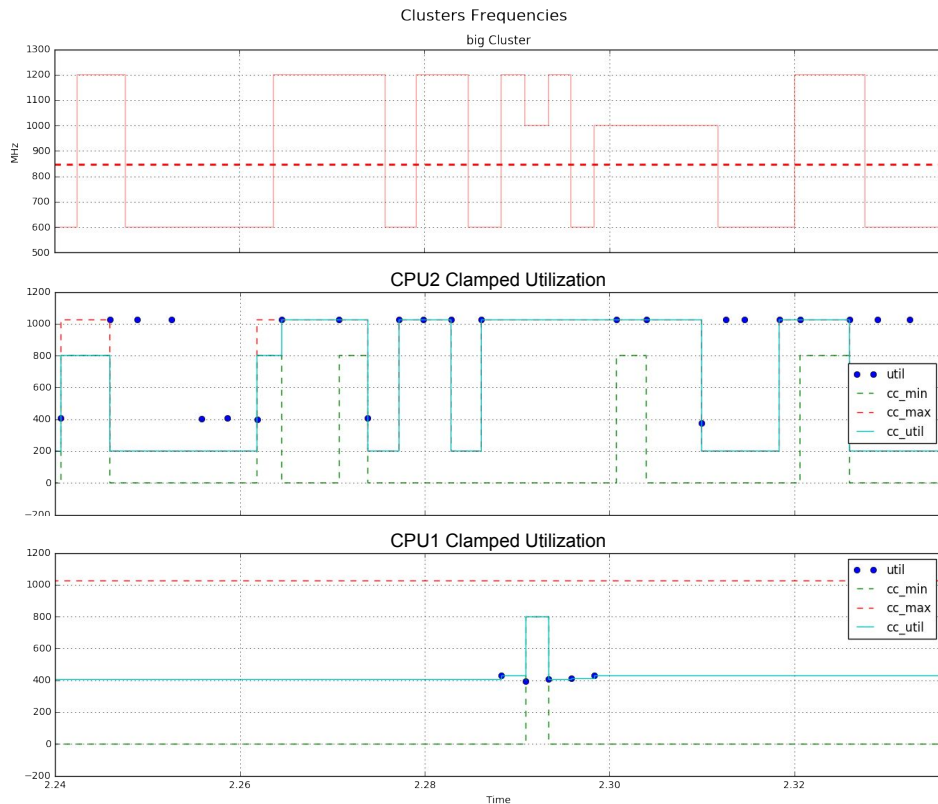 Clusters Frequencies
big Cluster
1300
1200
1100
1000
900
800
700
600
500
MHz
CPU2 Clamped Utilization
1200
1000
800
600
400
200
0
−200
util
cc_min
cc_max
cc_util
CPU1 Clamped Utilization
1200
1000
800
600
400
200
0
−200
util
cc_min
cc_max
cc_util
2.24
2.26
2.28
2.30
2.32
Time